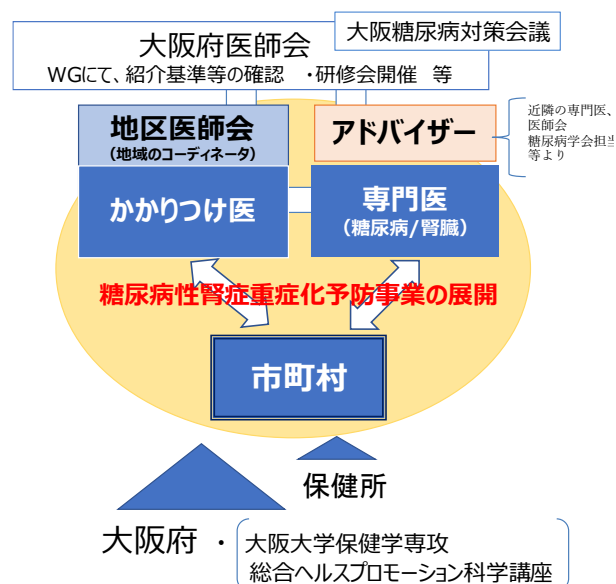 大阪糖尿病対策会議
大阪府医師会
WGにて、紹介基準等の確認 ・研修会開催 等
地区医師会
(地域のコーディネータ)
アドバイザー
近隣の専門医、
医師会
糖尿病学会担当
等より
かかりつけ医
専門医
(糖尿病/腎臓)
糖尿病性腎症重症化予防事業の展開
市町村
保健所
大阪府 ・
大阪大学保健学専攻
総合ヘルスプロモーション科学講座